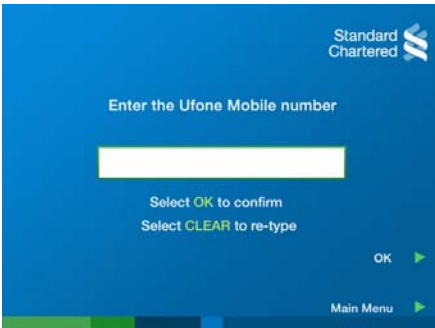 Standard
Chartered
Enter the Ufone Mobile number
Select OK to confirm
Select CLEAR to re-type
OK
Main Menu